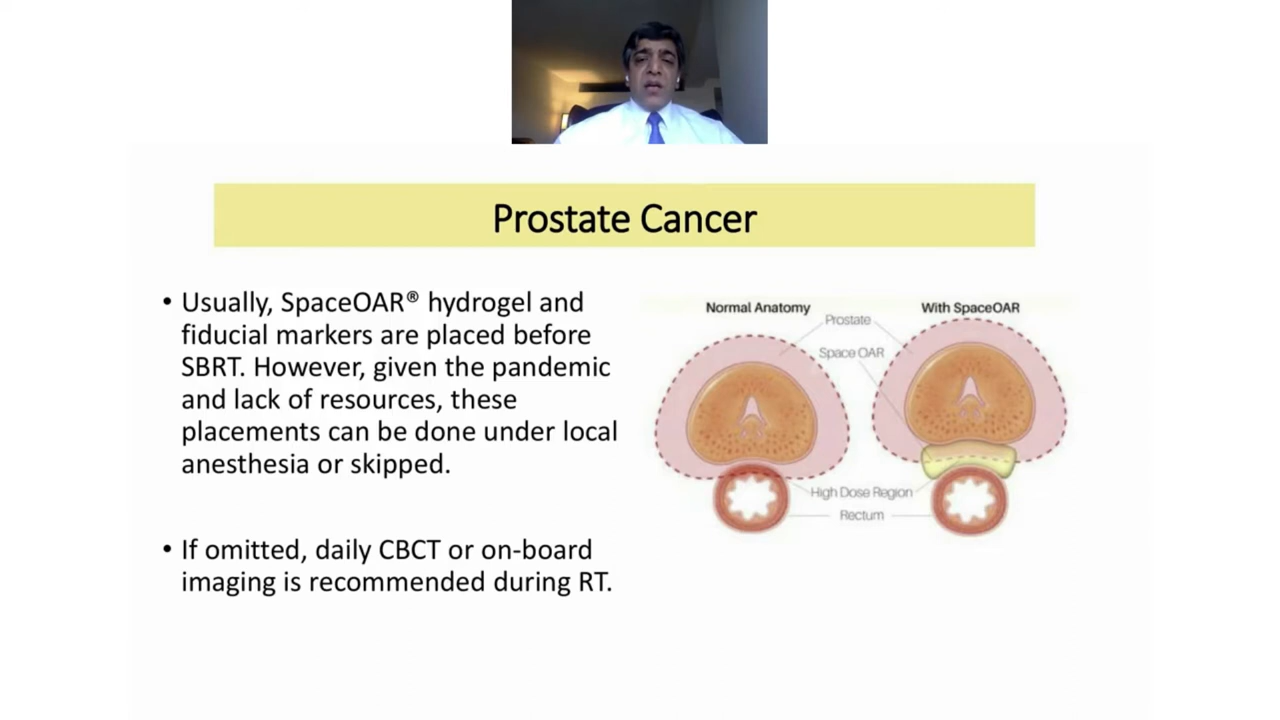 Prostate Cancer
• Usually, SpaceOAR® hydrogel and
fiducial markers are placed before
SBRT. However, given the pandemic
and lack of resources, these
placements can be done under local
anesthesia or skipped.
• If omitted, daily CBCT or on-board
imaging is recommended during RT.
Normal Anatomy
With SpaceOAR
Prostate
Space OAR
High Dose Region
Rectum